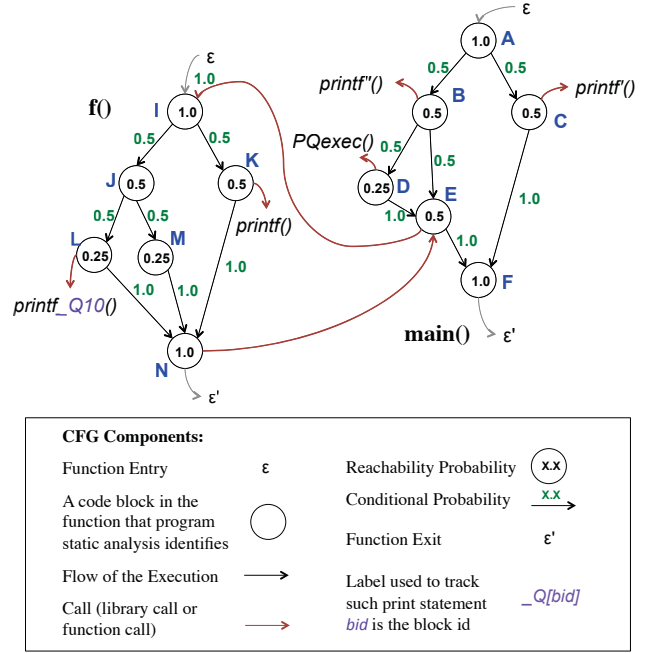 ε
A
1.0
0.5
0.5
printf''()
B
0.5
printf'()
C
0.5
PQexec()
0.5
0.5
D
0.25
1.0
E
0.5
1.0
1.0
F
1.0
main()
ε'
ε
1.0
f()
I
1.0
0.5
0.5
J
0.5
K
0.5
printf()
0.5
0.5
L
0.25
M
0.25
printf_Q10()
1.0
1.0
1.0
N
1.0
ε'
CFG Components:
Function Entry
ε
A code block in the
function that program
static analysis identifies
Flow of the Execution
Call (library call or
function call)
Reachability Probability
X.X
Conditional Probability
X.X
Function Exit
ε'
Label used to track
such print statement
bid is the block id
_Q[bid]